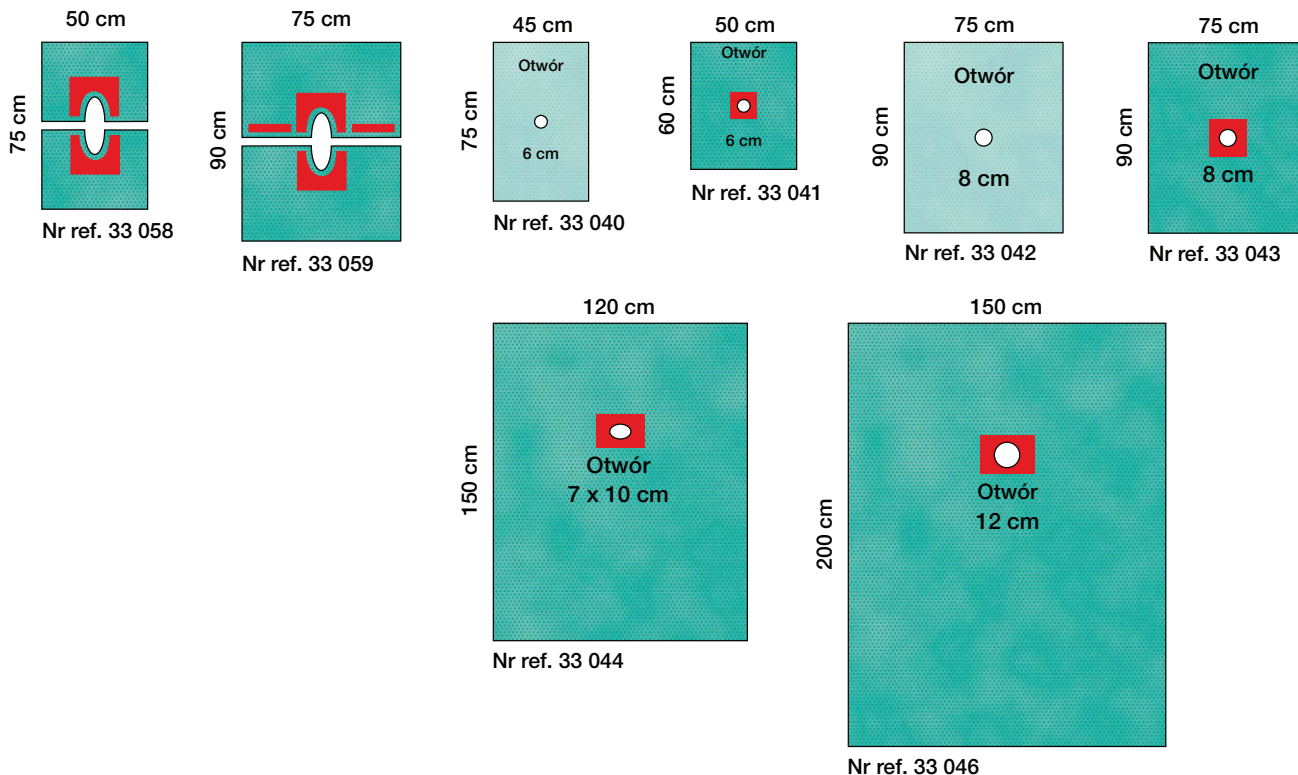 50 cm
75 cm
Nr ref. 33 058
75 cm
90 cm
Nr ref. 33 059
45 cm
75 cm
Otwór
6 cm
Nr ref. 33 040
50 cm
60 cm
Otwór
6 cm
Nr ref. 33 041
75 cm
90 cm
Otwór
8 cm
Nr ref. 33 042
75 cm
90 cm
Otwór
8 cm
Nr ref. 33 043
120 cm
150 cm
Otwór
7 x 10 cm
Nr ref. 33 044
150 cm
200 cm
Otwór
12 cm
Nr ref. 33 046